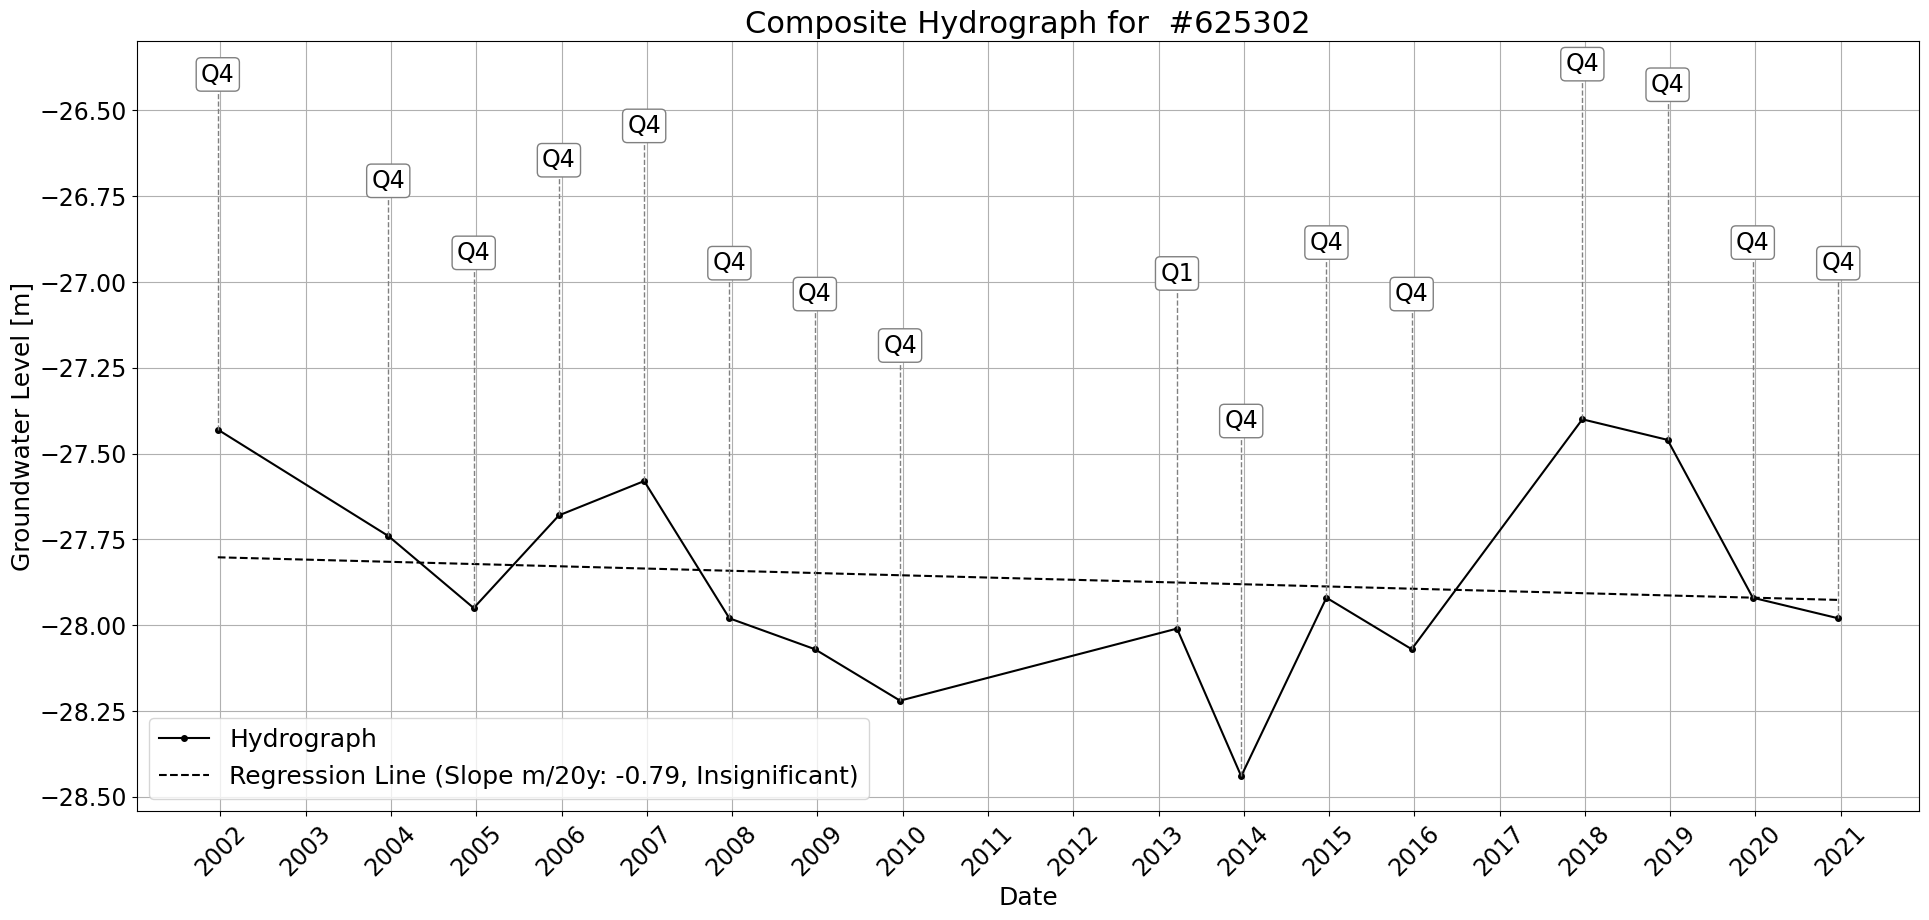 Composite Hydrograph for #625302
Q4
Q4
Q4
Q4
Q4
Q4
Q4
Q4
Q1
Q4
Q4
Q4
Q4
Q4
Q4
Q4
Groundwater Level [m]
−26.50
−26.75
−27.00
−27.25
−27.50
−27.75
−28.00
−28.25
−28.50
Hydrograph
Regression Line (Slope m/20y: -0.79, Insignificant)
2002
2003
2004
2005
2006
2007
2008
2009
2010
2011
2012
2013
2014
2015
2016
2017
2018
2019
2020
2021
Date